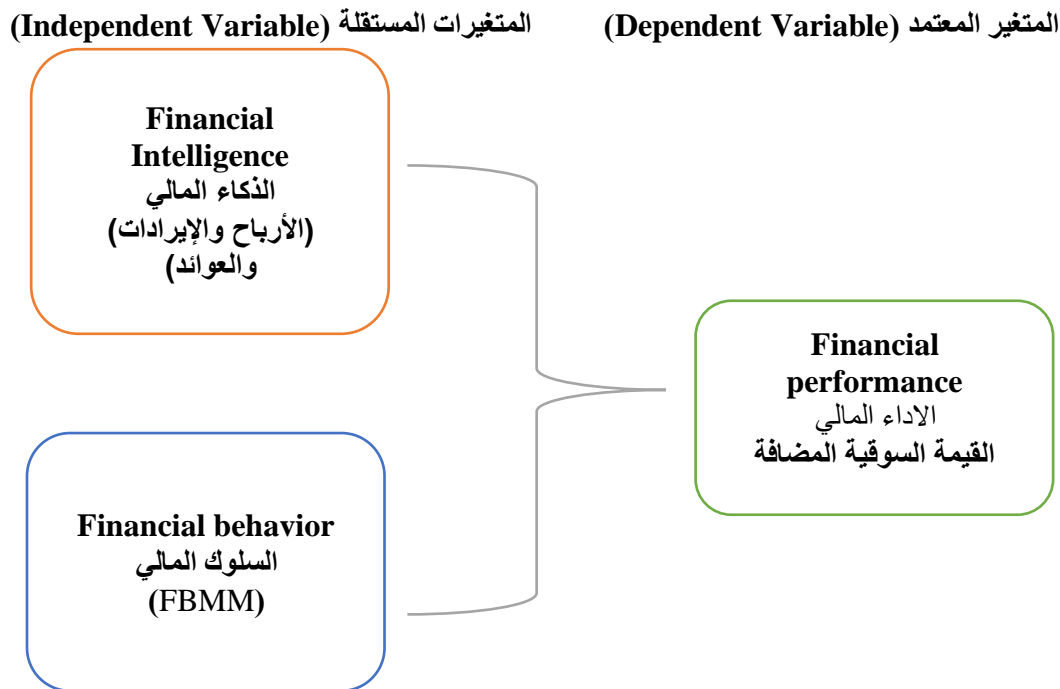 المتغيرات المستقلة (Independent Variable)
المتغير المعتمد (Dependent Variable)
Financial
Intelligence
الذكاء المالي
(الأرباح والإيرادات)
والعوائد)
Financial
performance
الاداء المالي
القيمة السوقية المضافة
Financial behavior
السلوك المالي
(FBMM)